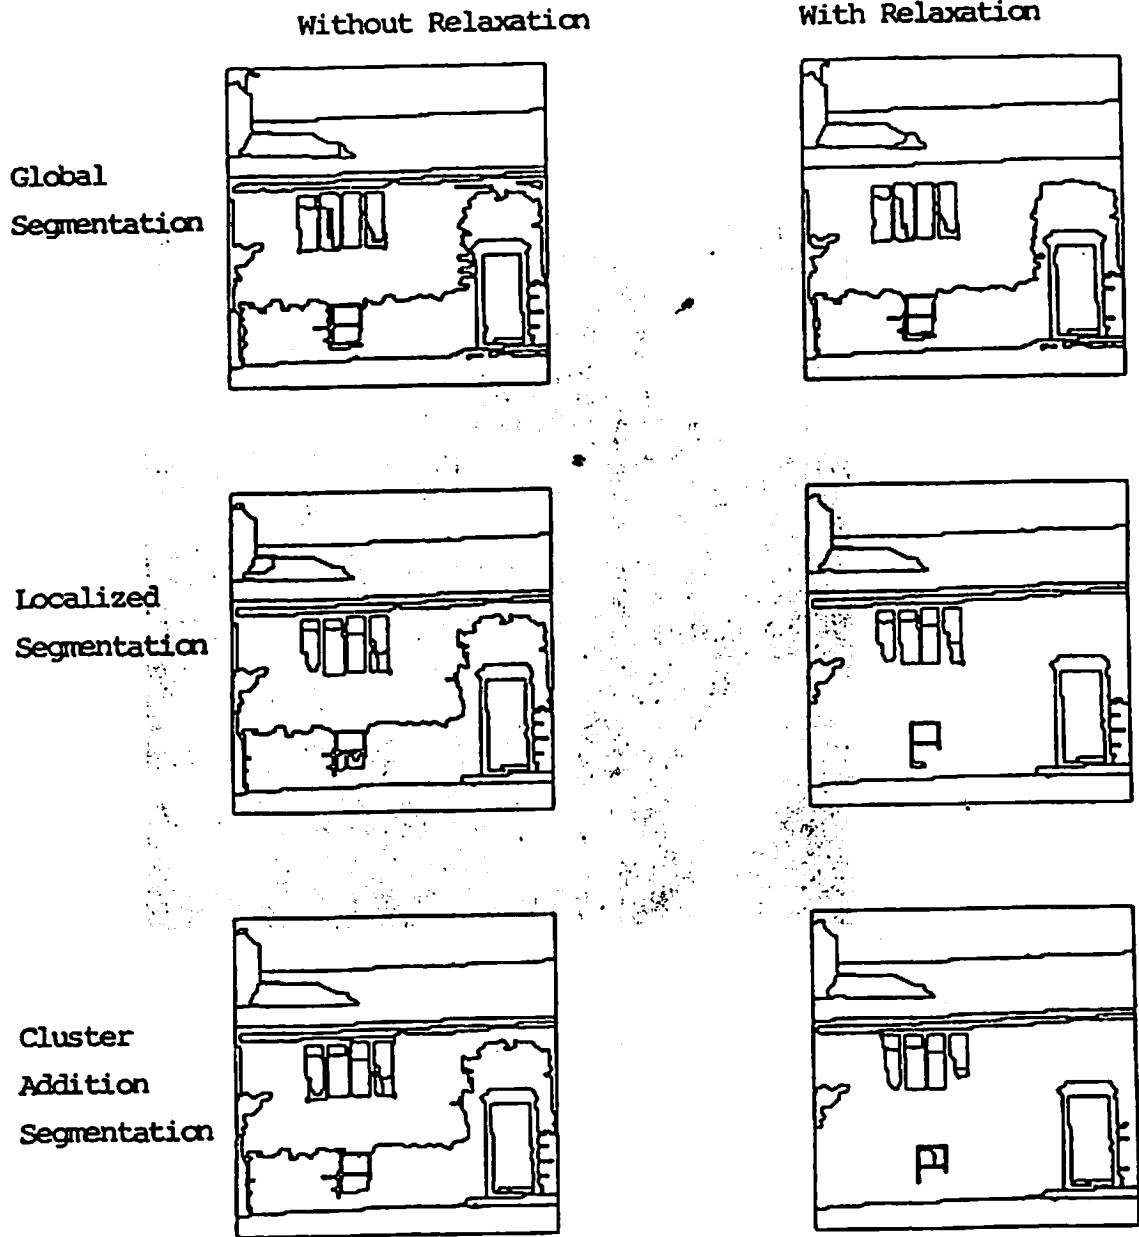 Without Relaxation
With Relaxation
Global
Segmentation
Localized
Segmentation
Cluster
Addition
Segmentation